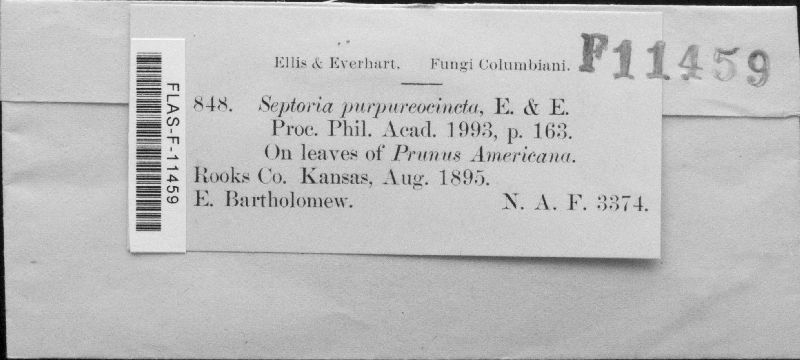 Ellis & Everhart. Fungi Columbiani.
F11459
848. Septoria purpureocincta, E. & E.
Proc. Phil. Acad. 1993, p. 163.
On leaves of Prunus Americana.
Rooks Co. Kansas, Aug. 1895.
E. Bartholomew. N. A. F. 3374.
FLAS-F-11459